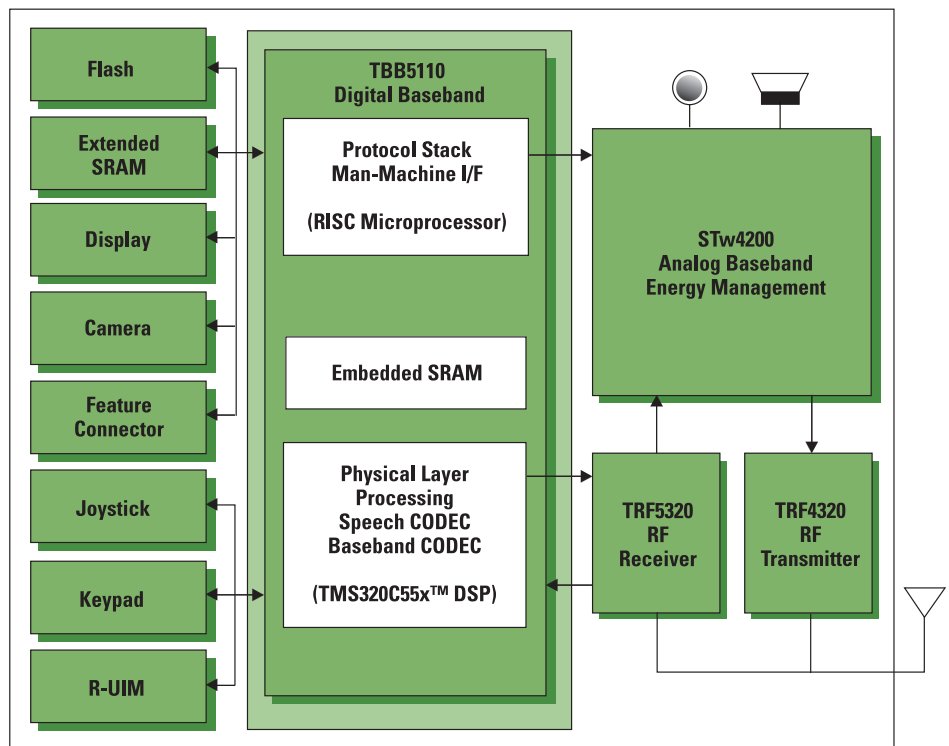 Flash
Extended
SRAM
Display
Camera
Feature
Connector
Joystick
Keypad
R-UIM
TBB5110
Digital Baseband
Protocol Stack
Man-Machine I/F
(RISC Microprocessor)
Embedded SRAM
Physical Layer
Processing
Speech CODEC
Baseband CODEC
(TMS320C55x™ DSP)
STw4200
Analog Baseband
Energy Management
TRF5320
RF
Receiver
TRF4320
RF
Transmitter